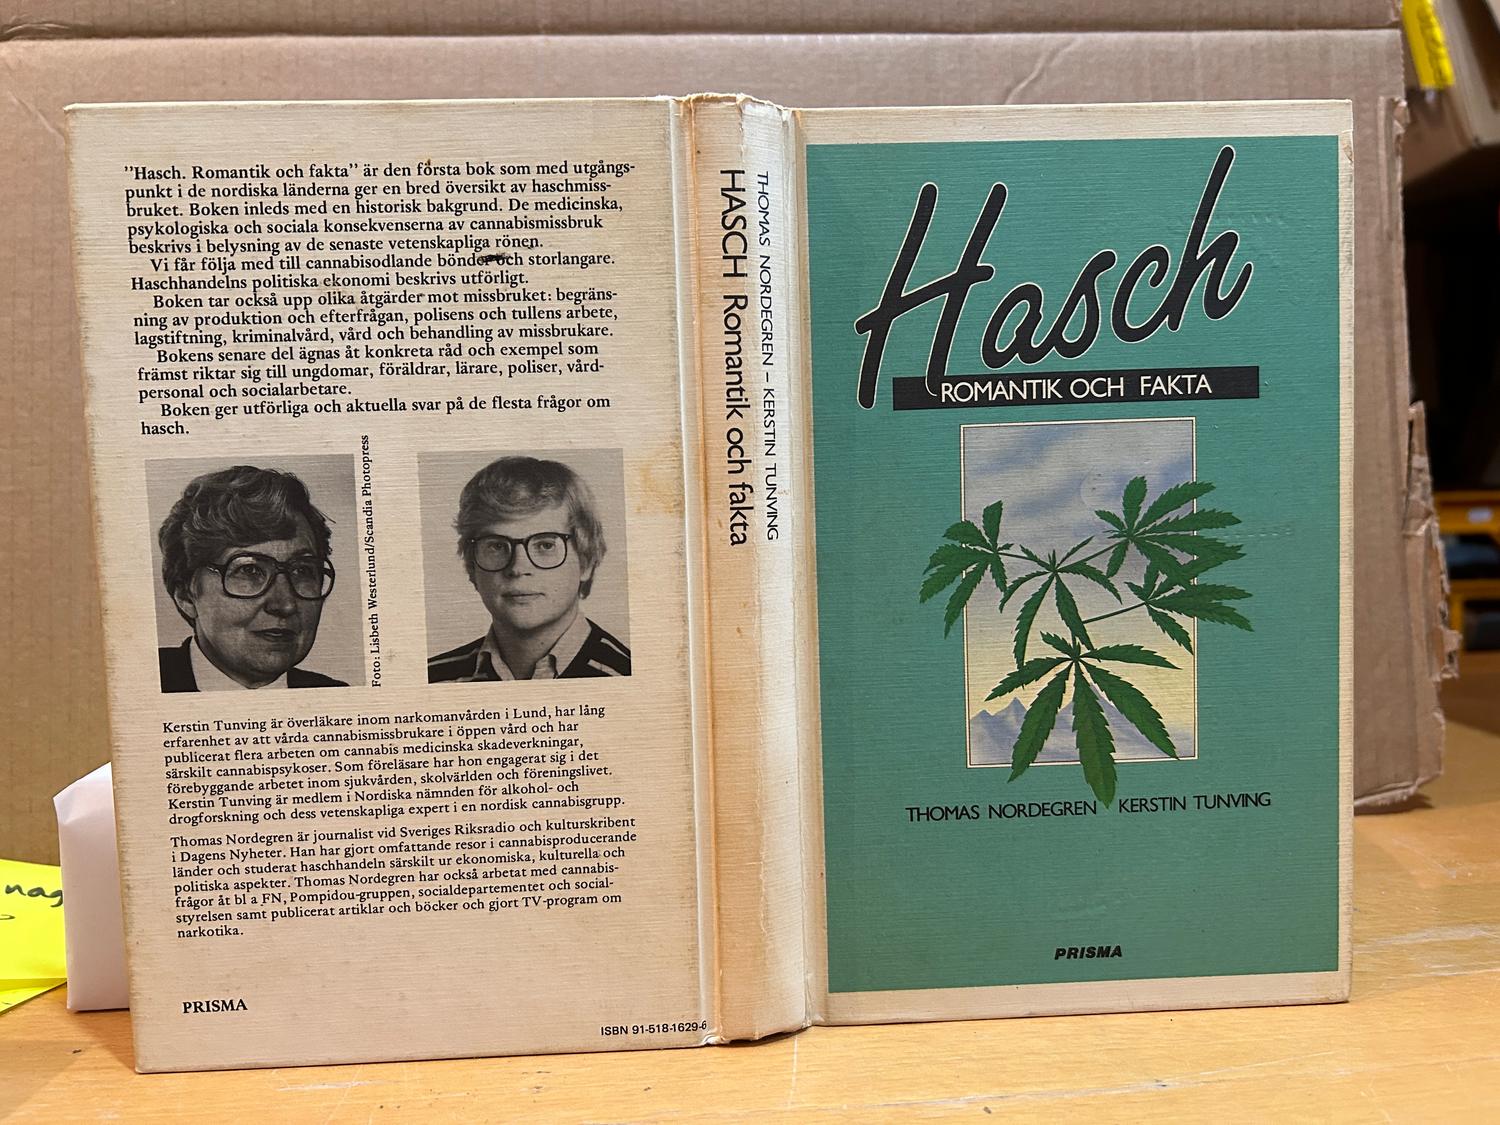 ”Hasch. Romantik och fakta” är den första bok som med utgångs-
punkt i de nordiska länderna ger en bred översikt av haschmiss-
bruket. Boken inleds med en historisk bakgrund. De medicinska,
psykologiska och sociala konsekvenserna av cannabismissbruk
beskrivs i belysning av de senaste vetenskapliga rönen.
Vi får följa med till cannabisodlande bönder och storlangare.
Haschhandelns politiska ekonomi beskrivs utförligt.
Boken tar också upp olika åtgärder mot missbruket: begräns-
ning av produktion och efterfrågan, polisens och tullens arbete,
lagstiftning, kriminalvård, vård och behandling av missbrukare.
Bokens senare del ägnas åt konkreta råd och exempel som
främst riktar sig till ungdomar, föräldrar, lärare, poliser, vård-
personal och socialarbetare.
Boken ger utförliga och aktuella svar på de flesta frågor om
hasch.
Foto: Lisbeth Westerlund/Scandia Photopress
Kerstin Tunving är överläkare inom narkomanvården i Lund, har lång
erfarenhet av att vårda cannabismissbrukare i öppen vård och har
publicerat flera arbeten om cannabis medicinska skadeverkningar,
särskilt cannabispsykoser. Som föreläsare har hon engagerat sig i det
förebyggande arbetet inom sjukvården, skolvärlden och föreningslivet.
Kerstin Tunving är medlem i Nordiska nämnden för alkohol- och
drogforskning och dess vetenskapliga expert i en nordisk cannabisgrupp.
Thomas Nordegren är journalist vid Sveriges Riksradio och kulturskribent
i Dagens Nyheter. Han har gjort omfattande resor i cannabisproducerande
länder och studerat haschhandeln särskilt ur ekonomiska, kulturella och
politiska aspekter. Thomas Nordegren har också arbetat med cannabis-
frågor åt bl a FN, Pompidou-gruppen, socialdepartementet och social-
styrelsen samt publicerat artiklar och böcker och gjort TV-program om
narkotika.
PRISMA
ISBN 91-518-1629-6
THOMAS NORDEGREN – KERSTIN TUNVING
HASCH Romantik och fakta
Hasch
ROMANTIK OCH FAKTA
THOMAS NORDEGREN KERSTIN TUNVING
PRISMA